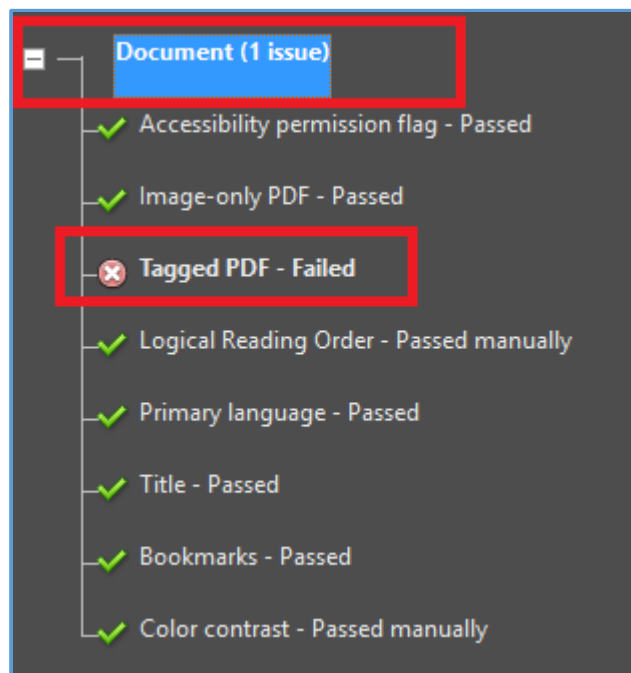 Document (1 issue)
Accessibility permission flag - Passed
Image-only PDF - Passed
Tagged PDF - Failed
Logical Reading Order - Passed manually
Primary language - Passed
Title - Passed
Bookmarks - Passed
Color contrast - Passed manually